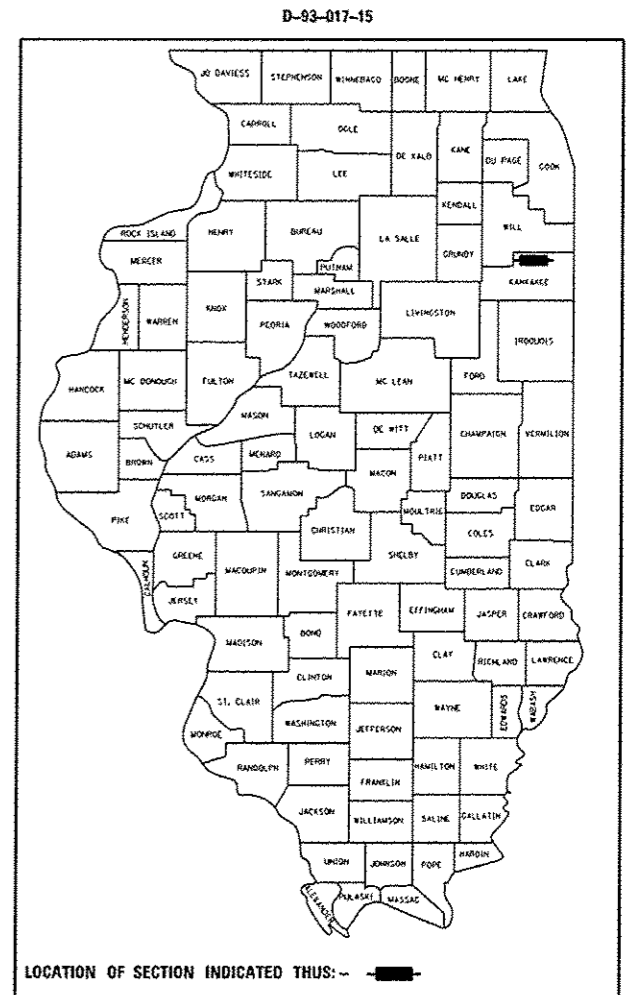 D-93-017-15
JO DAVIESS STEPHENSON WINNEBAGO BOONE MC HENRY LAKE
CARROLL OGLE DE KALB KANE DU PAGE COOK
WHITESIDE LEE KENDALL WILL
ROCK ISLAND HENRY BUREAU LA SALLE GRUNDY
MERCER PUTNAM KANKAKEE
HENDERSON WARREN KNOX STARK MARSHALL LIVINGSTON
PEORIA WOODFORD IROQUOIS
HANCOCK MC DONOUGH FULTON TAZEWELL MC LEAN FORD
SCHUYLER MASON LOGAN DE WITT CHAMPAIGN VERMILION
ADAMS BROWN CASS MENARD MACON PIATT
PIKE SCOTT MORGAN SANGAMON CHRISTIAN MOULTRIE DOUGLAS EDGAR
COLES
CALHOUN GREENE MACOUPIN MONTGOMERY SHELBY CUMBERLAND CLARK
JERSEY FAYETTE EFFINGHAM JASPER CRAWFORD
MADISON BOND CLAY RICHLAND LAWRENCE
CLINTON MARION
ST. CLAIR WASHINGTON JEFFERSON WAYNE EDWARDS WABASH
MONROE
RANDOLPH PERRY FRANKLIN HAMILTON WHITE
JACKSON WILLIAMSON SALINE GALLATIN
UNION JOHNSON POPE HARDIN
ALEXANDER PULASKI MASSAC
LOCATION OF SECTION INDICATED THUS:-